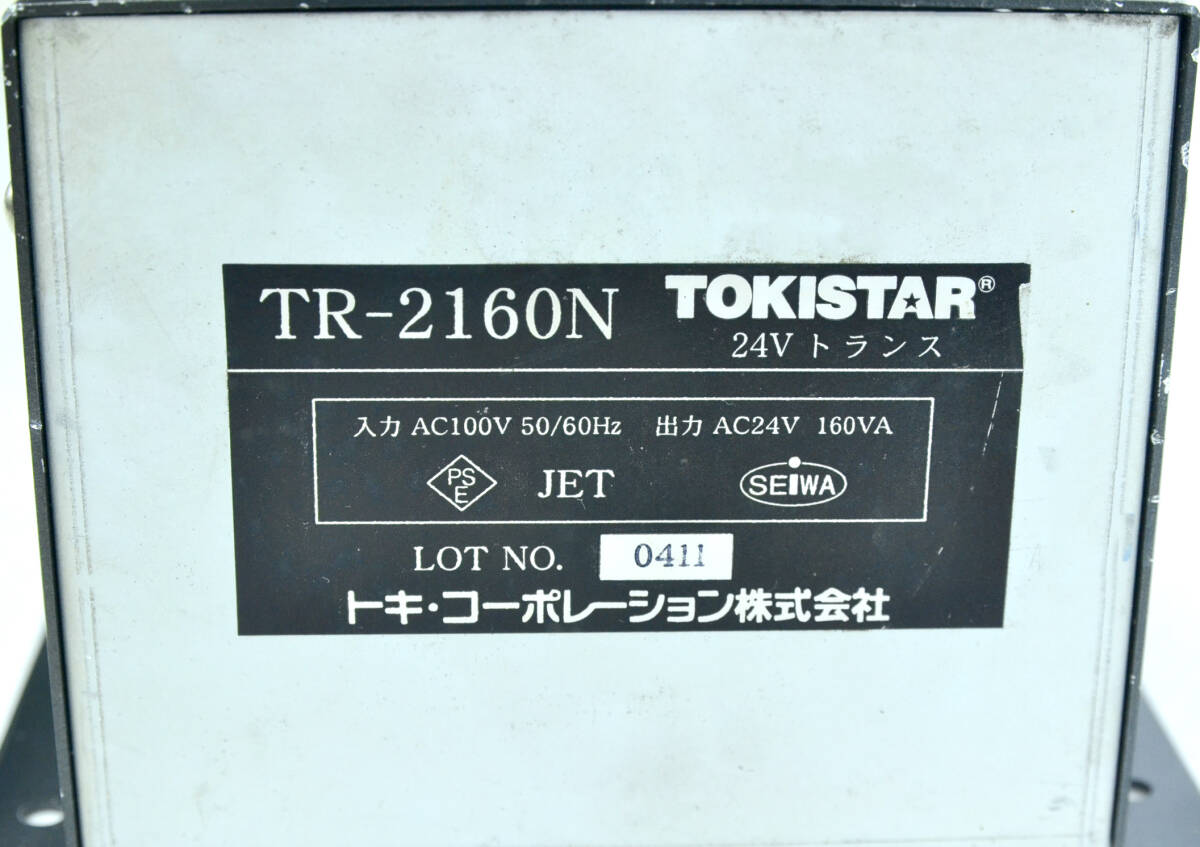 TR-2160N
TOKISTAR®
24Vトランス
入力 AC100V 50/60Hz 出力 AC24V 160VA
PS
E
JET
SEIWA
LOT NO. 0411
トキ・コーポレーション株式会社